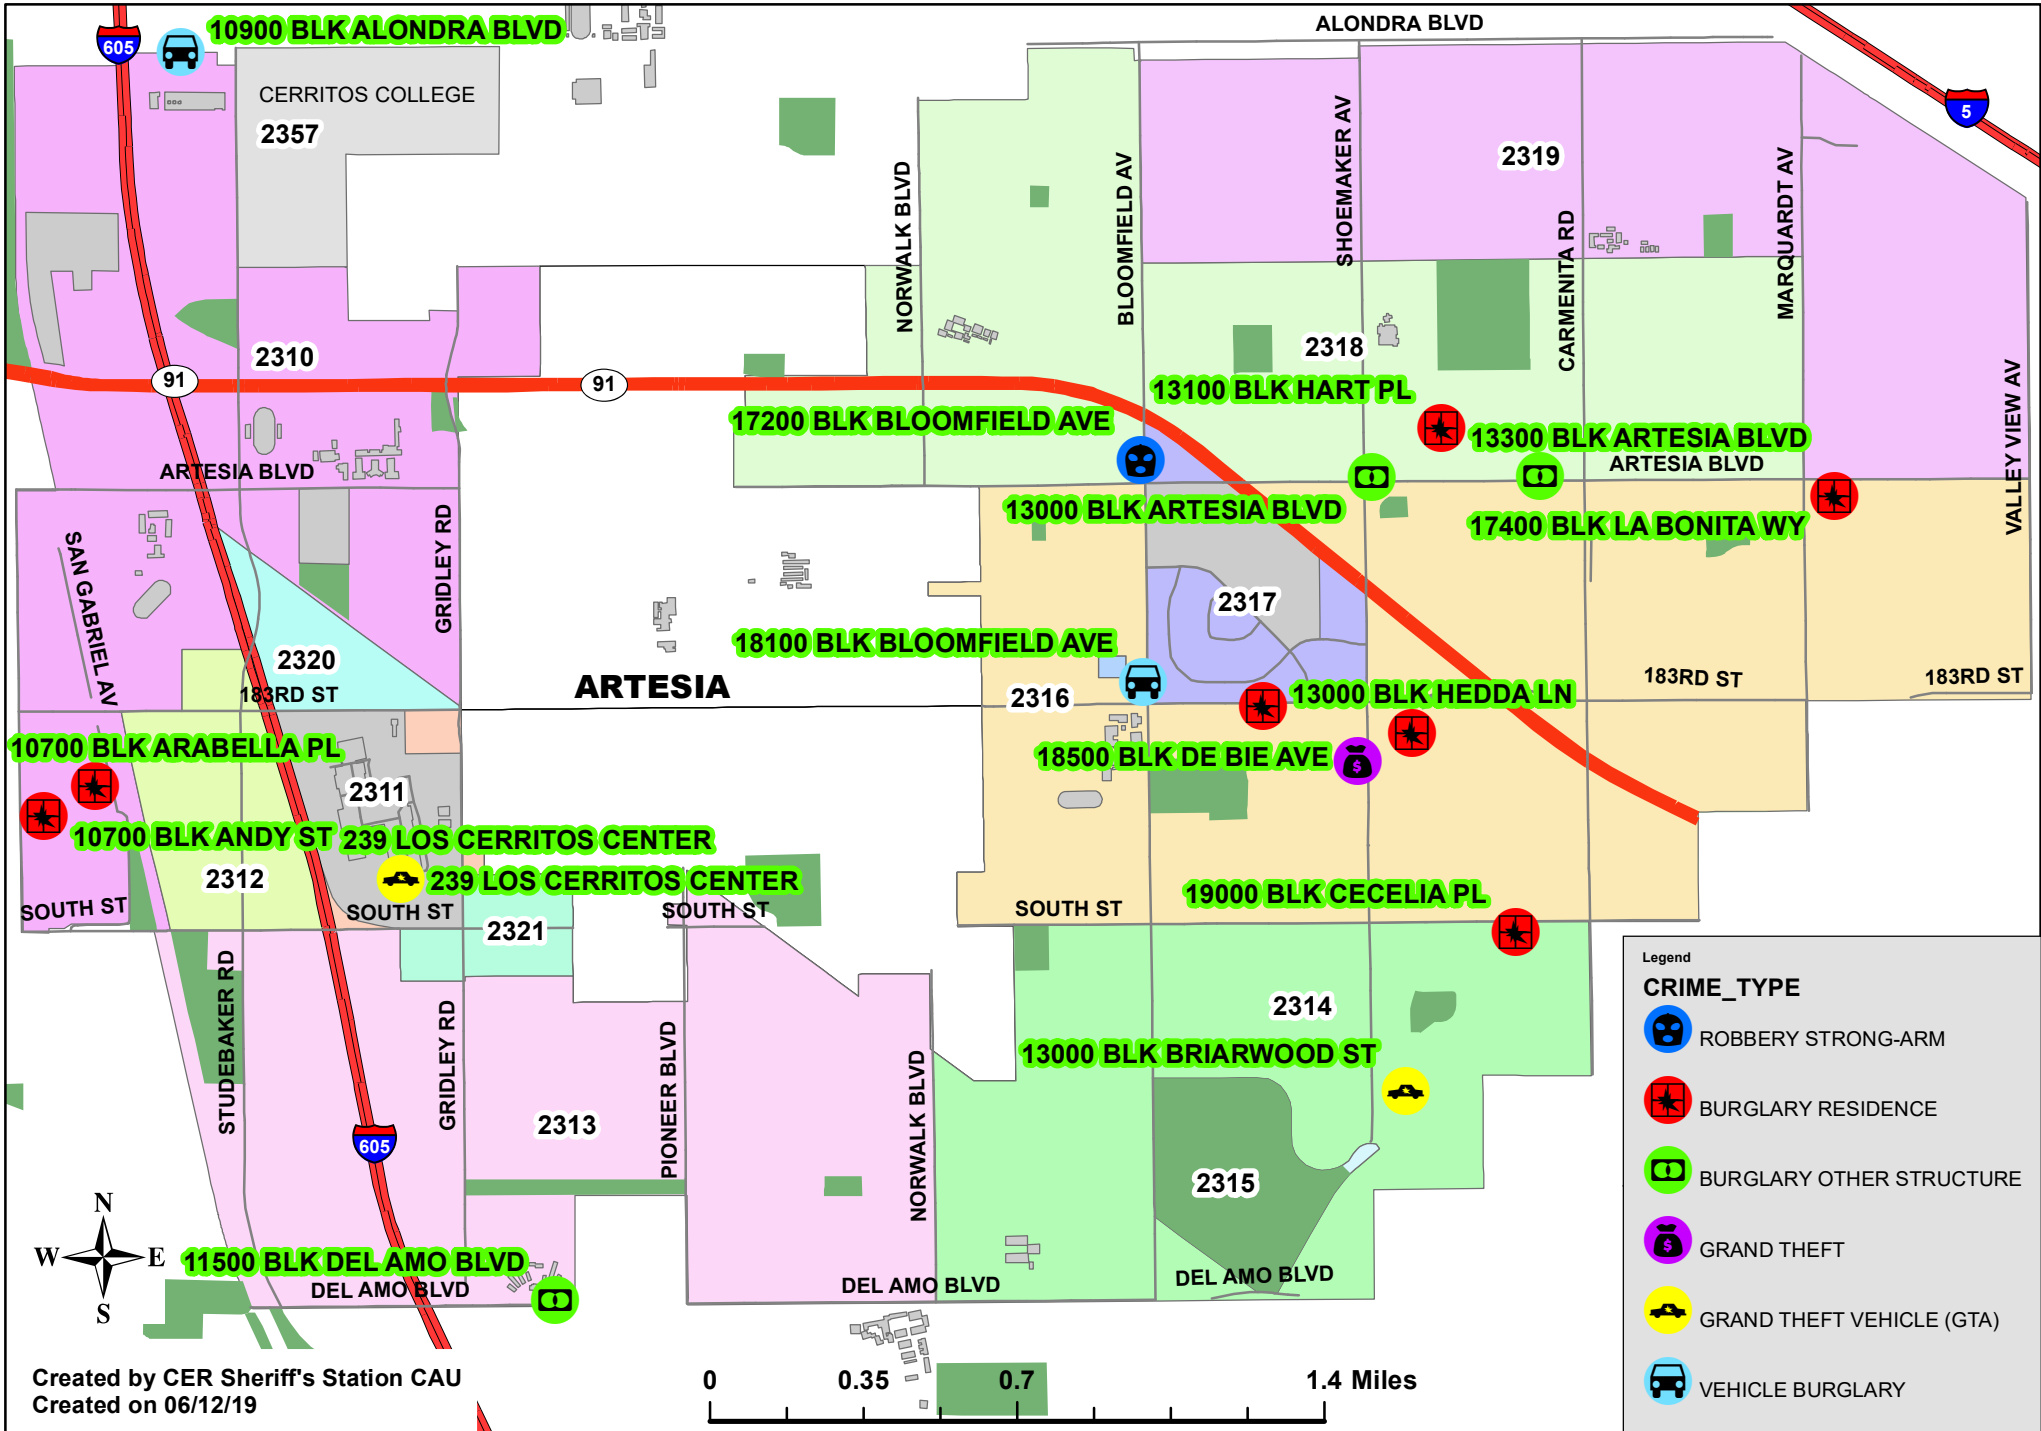 10900 BLK ALONDRA BLVD
ALONDRA BLVD
605
5
CERRITOS COLLEGE
2357
2319
NORWALK BLVD
BLOOMFIELD AV
SHOEMAKER AV
CARMENITA RD
MARQUARDT AV
VALLEY VIEW AV
2310
2318
91
91
13100 BLK HART PL
17200 BLK BLOOMFIELD AVE
13300 BLK ARTESIA BLVD
ARTESIA BLVD
ARTESIA BLVD
13000 BLK ARTESIA BLVD
17400 BLK LA BONITA WY
SAN GABRIEL AV
GRIDLEY RD
2317
18100 BLK BLOOMFIELD AVE
2320
183RD ST
ARTESIA
2316
13000 BLK HEDDA LN
183RD ST
183RD ST
10700 BLK ARABELLA PL
18500 BLK DE BIE AVE
2311
10700 BLK ANDY ST
239 LOS CERRITOS CENTER
2312
239 LOS CERRITOS CENTER
19000 BLK CECELIA PL
SOUTH ST
SOUTH ST
SOUTH ST
SOUTH ST
2321
STUDEBAKER RD
GRIDLEY RD
PIONEER BLVD
NORWALK BLVD
2314
13000 BLK BRIARWOOD ST
2313
605
2315
N
W
E
S
11500 BLK DEL AMO BLVD
DEL AMO BLVD
DEL AMO BLVD
DEL AMO BLVD
Legend
CRIME_TYPE
ROBBERY STRONG-ARM
BURGLARY RESIDENCE
BURGLARY OTHER STRUCTURE
GRAND THEFT
GRAND THEFT VEHICLE (GTA)
VEHICLE BURGLARY
Created by CER Sheriff's Station CAU
Created on 06/12/19
0 0.35 0.7 1.4 Miles